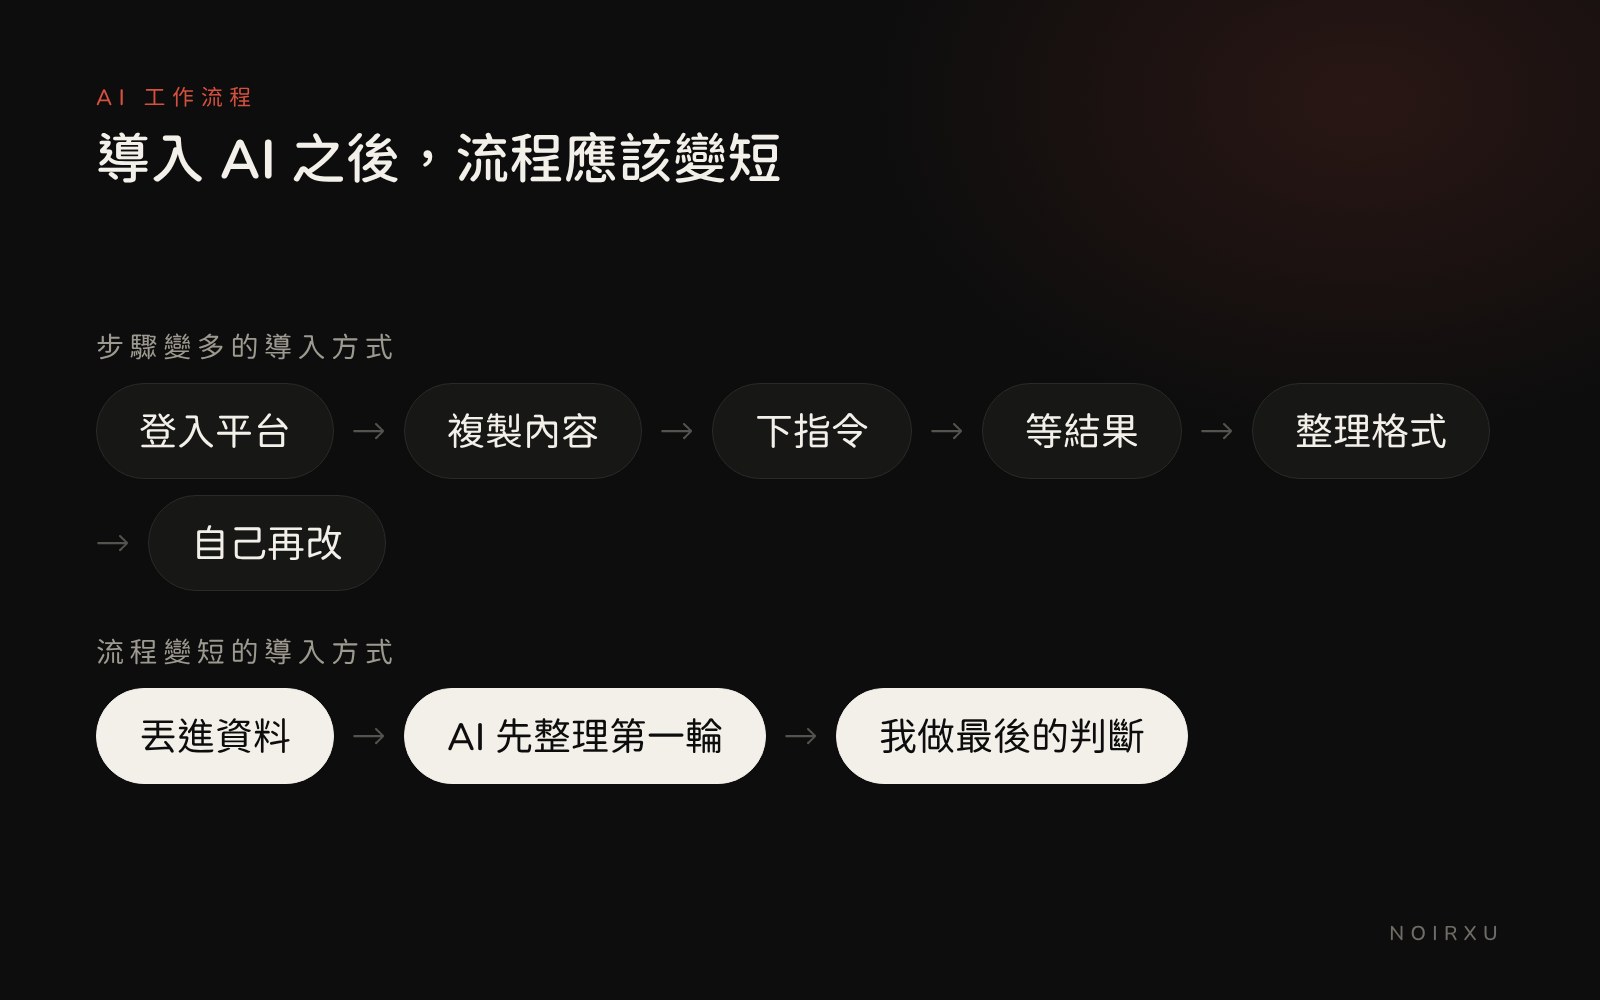 AI 工作流程
導入 AI 之後，流程應該變短
步驟變多的導入方式
登入平台 → 複製內容 → 下指令 → 等結果 → 整理格式
→ 自己再改
流程變短的導入方式
丟進資料 → AI 先整理第一輪 → 我做最後的判斷
NOIRXU